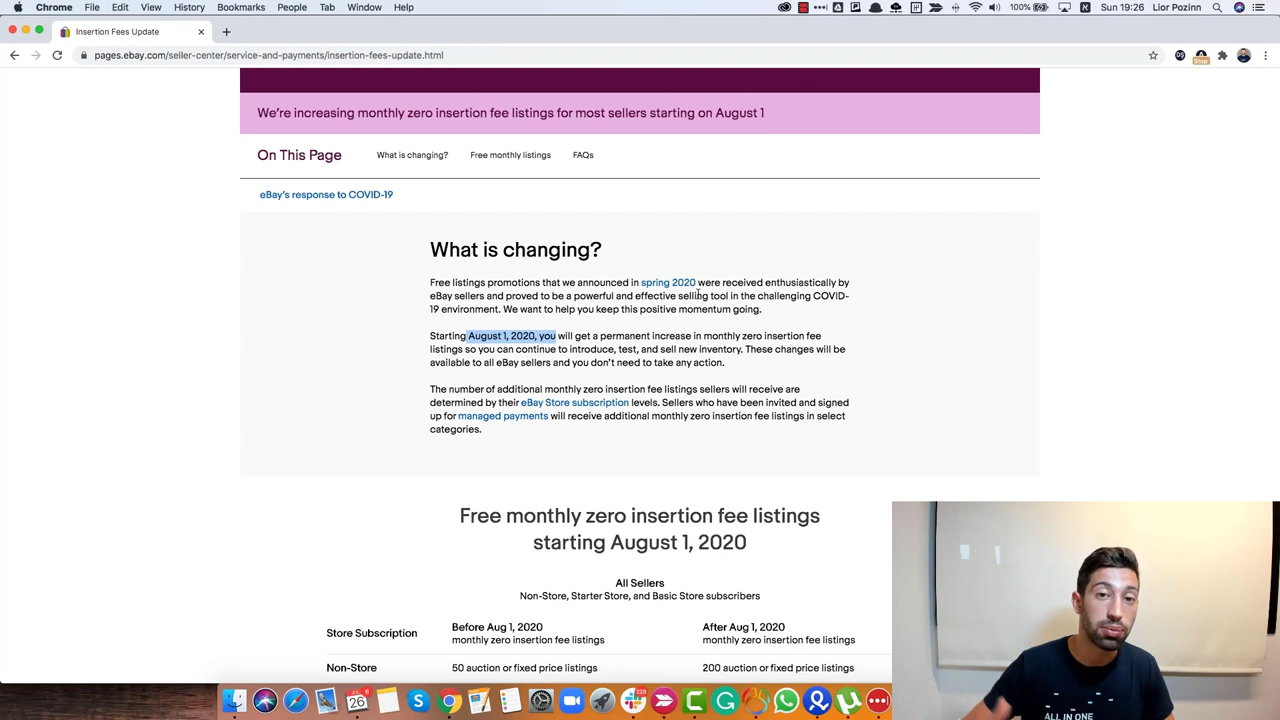 Chrome File Edit View History Bookmarks People Tab Window Help
100% Sun 19:26 Lior Pozinn
Insertion Fees Update
pages.ebay.com/seller-center/service-and-payments/insertion-fees-update.html
Stop
We're increasing monthly zero insertion fee listings for most sellers starting on August 1
On This Page What is changing? Free monthly listings FAQs
eBay's response to COVID-19
What is changing?
Free listings promotions that we announced in spring 2020 were received enthusiastically by
eBay sellers and proved to be a powerful and effective selling tool in the challenging COVID-
19 environment. We want to help you keep this positive momentum going.
Starting August 1, 2020, you will get a permanent increase in monthly zero insertion fee
listings so you can continue to introduce, test, and sell new inventory. These changes will be
available to all eBay sellers and you don't need to take any action.
The number of additional monthly zero insertion fee listings sellers will receive are
determined by their eBay Store subscription levels. Sellers who have been invited and signed
up for managed payments will receive additional monthly zero insertion fee listings in select
categories.
Free monthly zero insertion fee listings
starting August 1, 2020
All Sellers
Non-Store, Starter Store, and Basic Store subscribers
Store Subscription
Before Aug 1, 2020
monthly zero insertion fee listings
After Aug 1, 2020
monthly zero insertion fee listings
Non-Store 50 auction or fixed price listings 200 auction or fixed price listings
26
228
ALL IN ONE